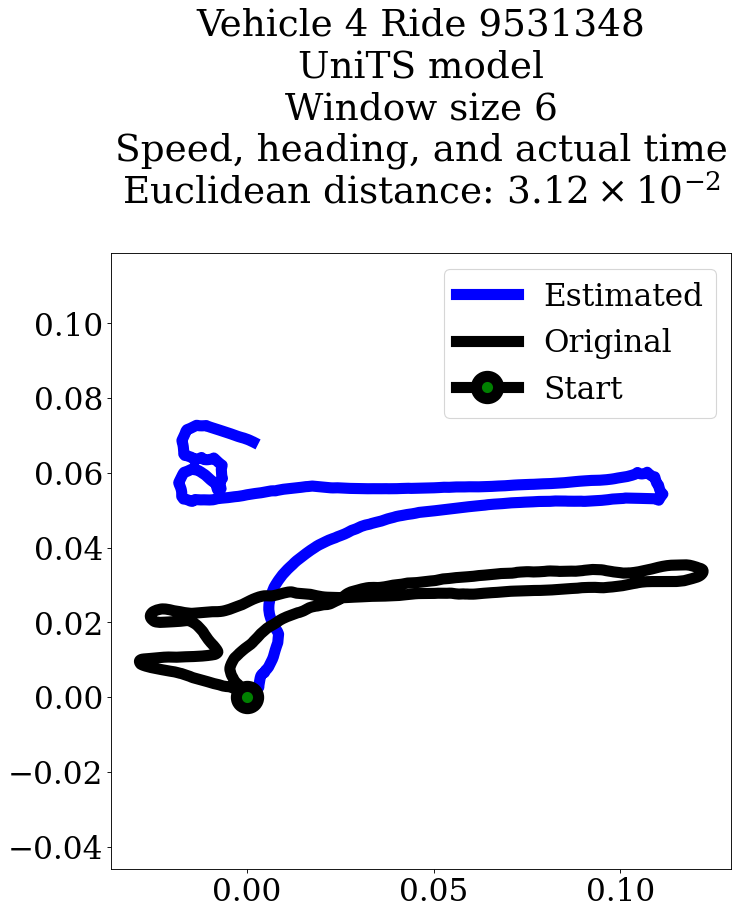 Vehicle 4 Ride 9531348
UniTS model
Window size 6
Speed, heading, and actual time
Euclidean distance: 3.12 × 10⁻²
Estimated
Original
Start
0.10
0.08
0.06
0.04
0.02
0.00
−0.02
−0.04
0.00 0.05 0.10